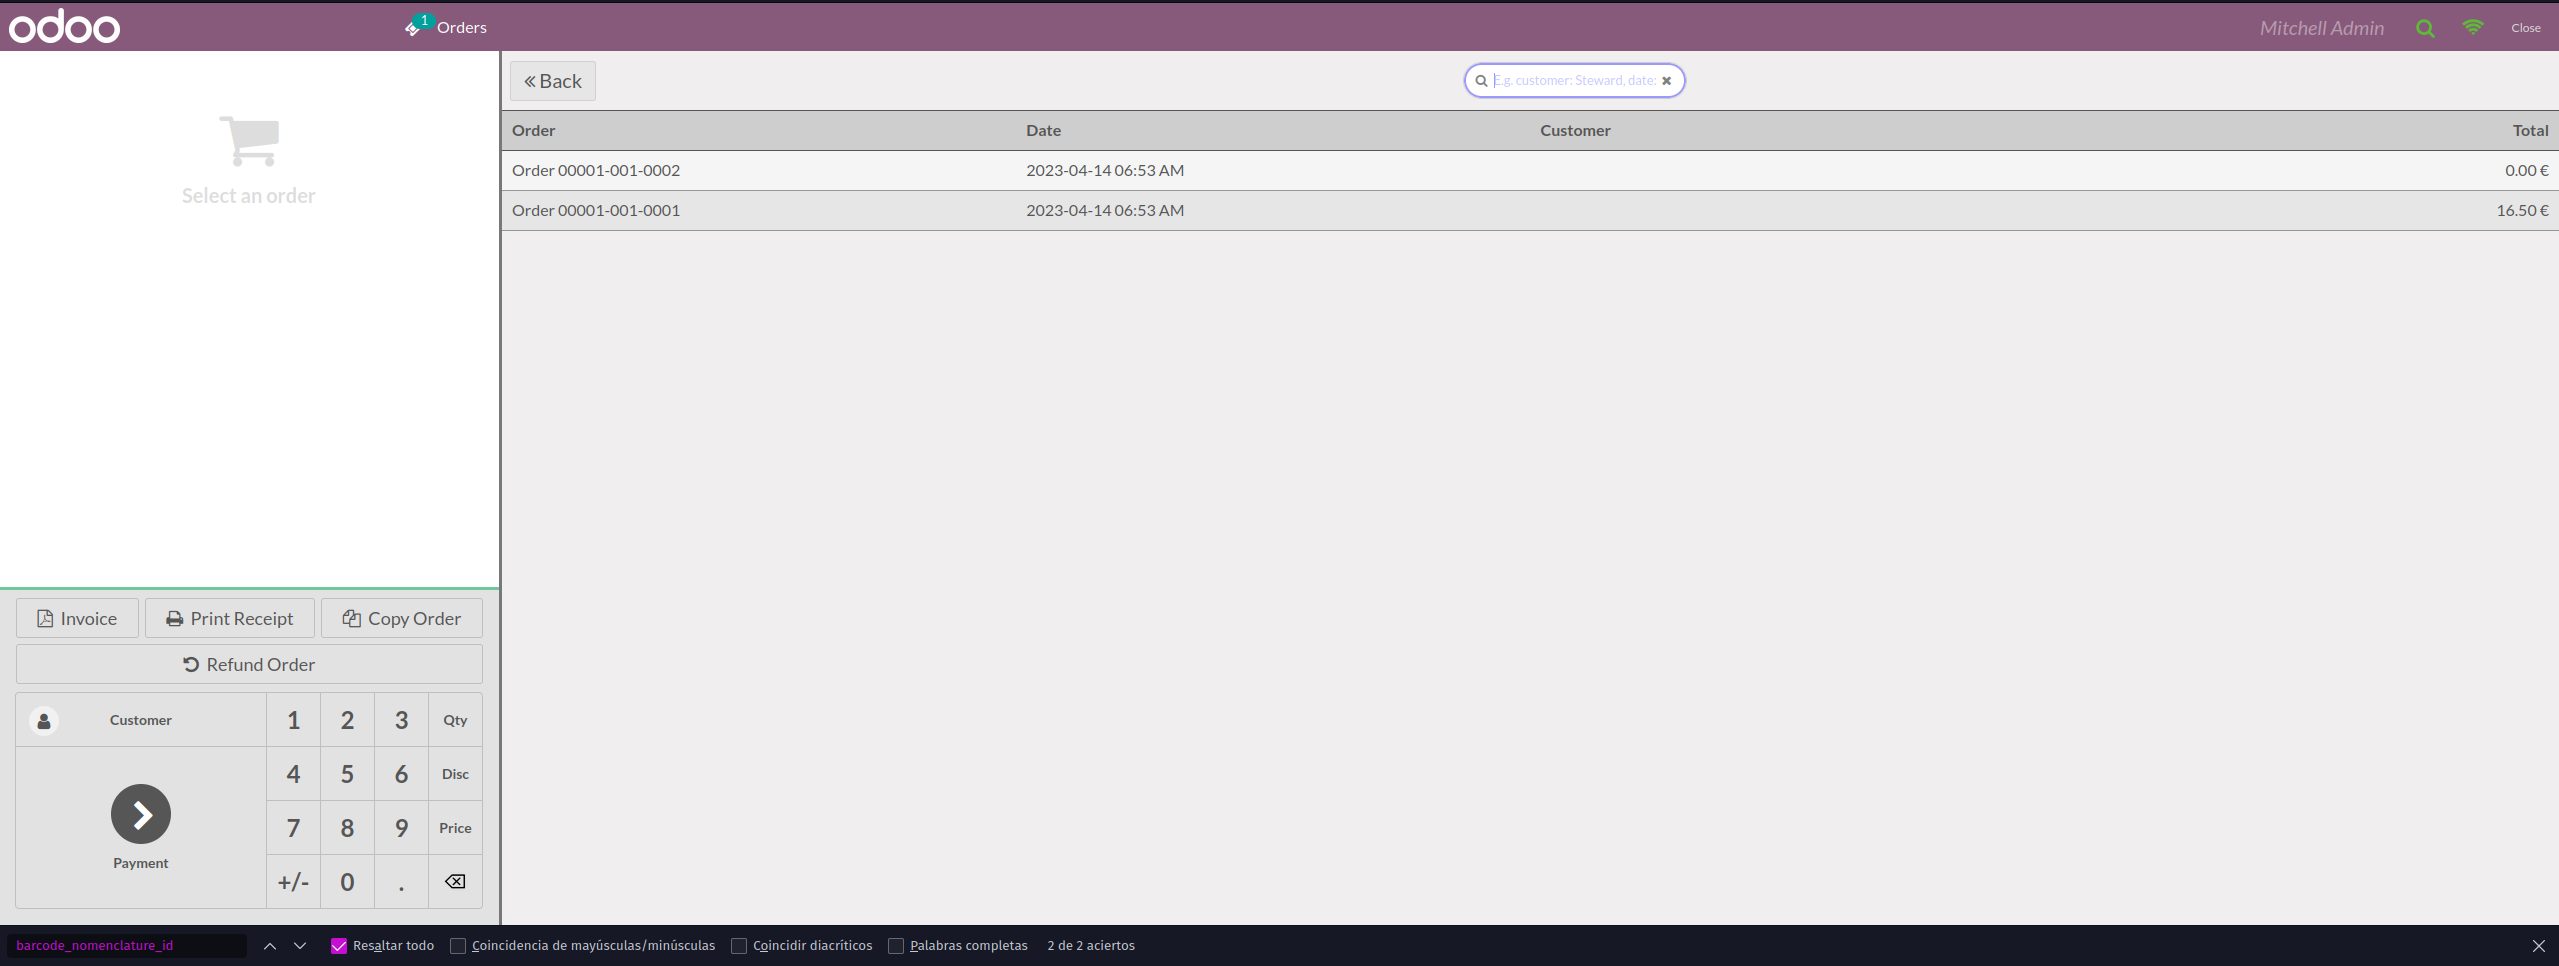 odoo
1 Orders
Mitchell Admin
Close
Select an order
Back
E.g. customer: Steward, date:
Order Date Customer Total
Order 00001-001-0002 2023-04-14 06:53 AM 0.00 €
Order 00001-001-0001 2023-04-14 06:53 AM 16.50 €
Invoice Print Receipt Copy Order
Refund Order
Customer 1 2 3 Qty
4 5 6 Disc
7 8 9 Price
Payment
+/- 0 .
barcode_nomenclature_id Resaltar todo Coincidencia de mayúsculas/minúsculas Coincidir diacríticos Palabras completas 2 de 2 aciertos